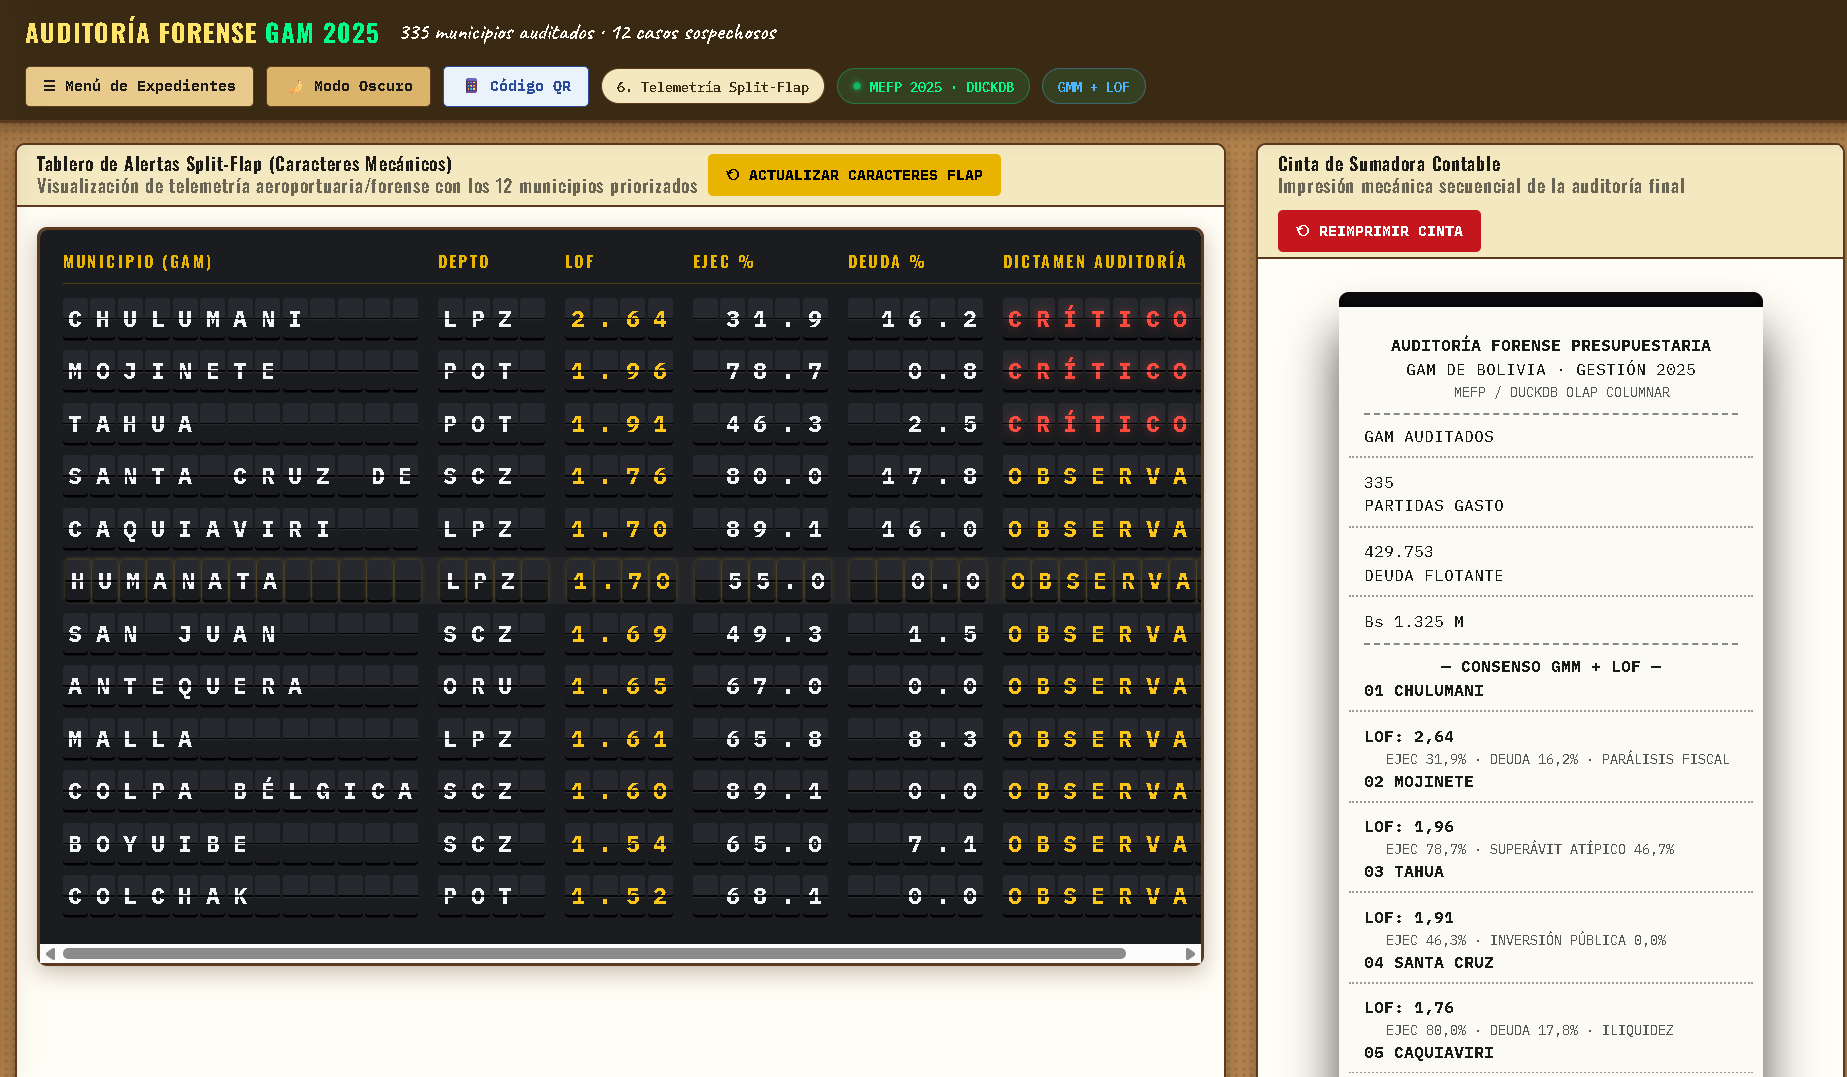 AUDITORÍA FORENSE GAM 2025
335 municipios auditados · 12 casos sospechosos
☰ Menú de Expedientes
Modo Oscuro
Código QR
6. Telemetría Split-Flap
MEFP 2025 · DUCKDB
GMM + LOF
Tablero de Alertas Split-Flap (Caracteres Mecánicos)
Visualización de telemetría aeroportuaria/forense con los 12 municipios priorizados
⟲ ACTUALIZAR CARACTERES FLAP
MUNICIPIO (GAM) DEPTO LOF EJEC % DEUDA % DICTAMEN AUDITORÍA
CHULUMANI LPZ 2.64 31.9 16.2 CRÍTICO
MOJINETE POT 1.96 78.7 0.8 CRÍTICO
TAHUA POT 1.91 46.3 2.5 CRÍTICO
SANTA CRUZ DE SCZ 1.76 80.0 17.8 OBSERVA
CAQUIAVIRI LPZ 1.70 89.1 16.0 OBSERVA
HUMANATA LPZ 1.70 55.0 0.0 OBSERVA
SAN JUAN SCZ 1.69 49.3 1.5 OBSERVA
ANTEQUERA ORU 1.65 67.0 0.0 OBSERVA
MALLA LPZ 1.61 65.8 8.3 OBSERVA
COLPA BÉLGICA SCZ 1.60 89.1 0.0 OBSERVA
BOYUIBE SCZ 1.54 65.0 7.1 OBSERVA
COLCHAK POT 1.52 68.1 0.0 OBSERVA
Cinta de Sumadora Contable
Impresión mecánica secuencial de la auditoría final
⟲ REIMPRIMIR CINTA
AUDITORÍA FORENSE PRESUPUESTARIA
GAM DE BOLIVIA · GESTIÓN 2025
MEFP / DUCKDB OLAP COLUMNAR
GAM AUDITADOS
335
PARTIDAS GASTO
429.753
DEUDA FLOTANTE
Bs 1.325 M
— CONSENSO GMM + LOF —
01 CHULUMANI
LOF: 2,64
EJEC 31,9% · DEUDA 16,2% · PARÁLISIS FISCAL
02 MOJINETE
LOF: 1,96
EJEC 78,7% · SUPERÁVIT ATÍPICO 46,7%
03 TAHUA
LOF: 1,91
EJEC 46,3% · INVERSIÓN PÚBLICA 0,0%
04 SANTA CRUZ
LOF: 1,76
EJEC 80,0% · DEUDA 17,8% · ILIQUIDEZ
05 CAQUIAVIRI